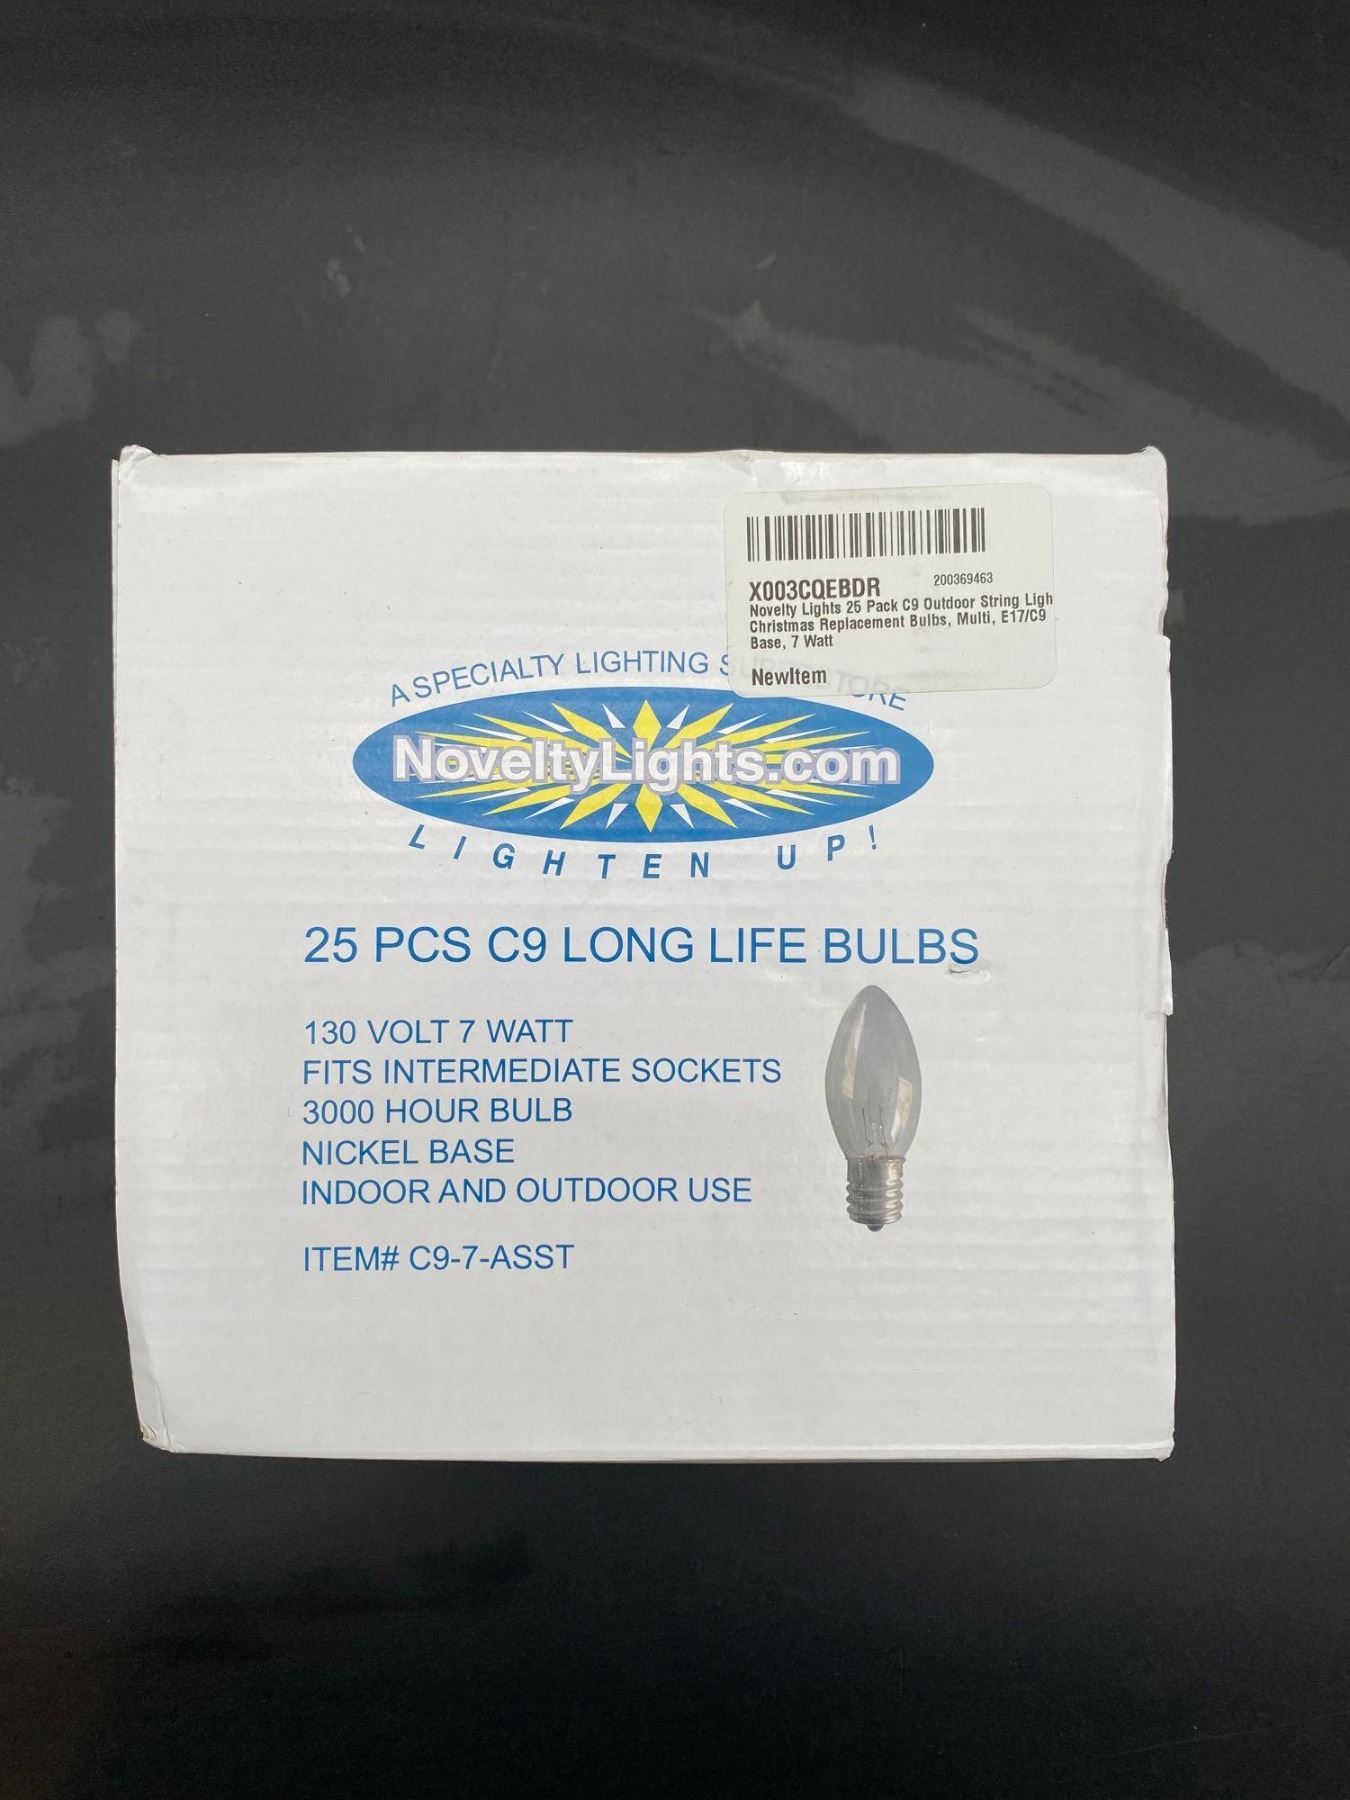 X003CQEBDR 200369463
Novelty Lights 25 Pack C9 Outdoor String Ligh
Christmas Replacement Bulbs, Multi, E17/C9
Base, 7 Watt
NewItem
A SPECIALTY LIGHTING SUPERSTORE
NoveltyLights.com
LIGHTEN UP!
25 PCS C9 LONG LIFE BULBS
130 VOLT 7 WATT
FITS INTERMEDIATE SOCKETS
3000 HOUR BULB
NICKEL BASE
INDOOR AND OUTDOOR USE
ITEM# C9-7-ASST